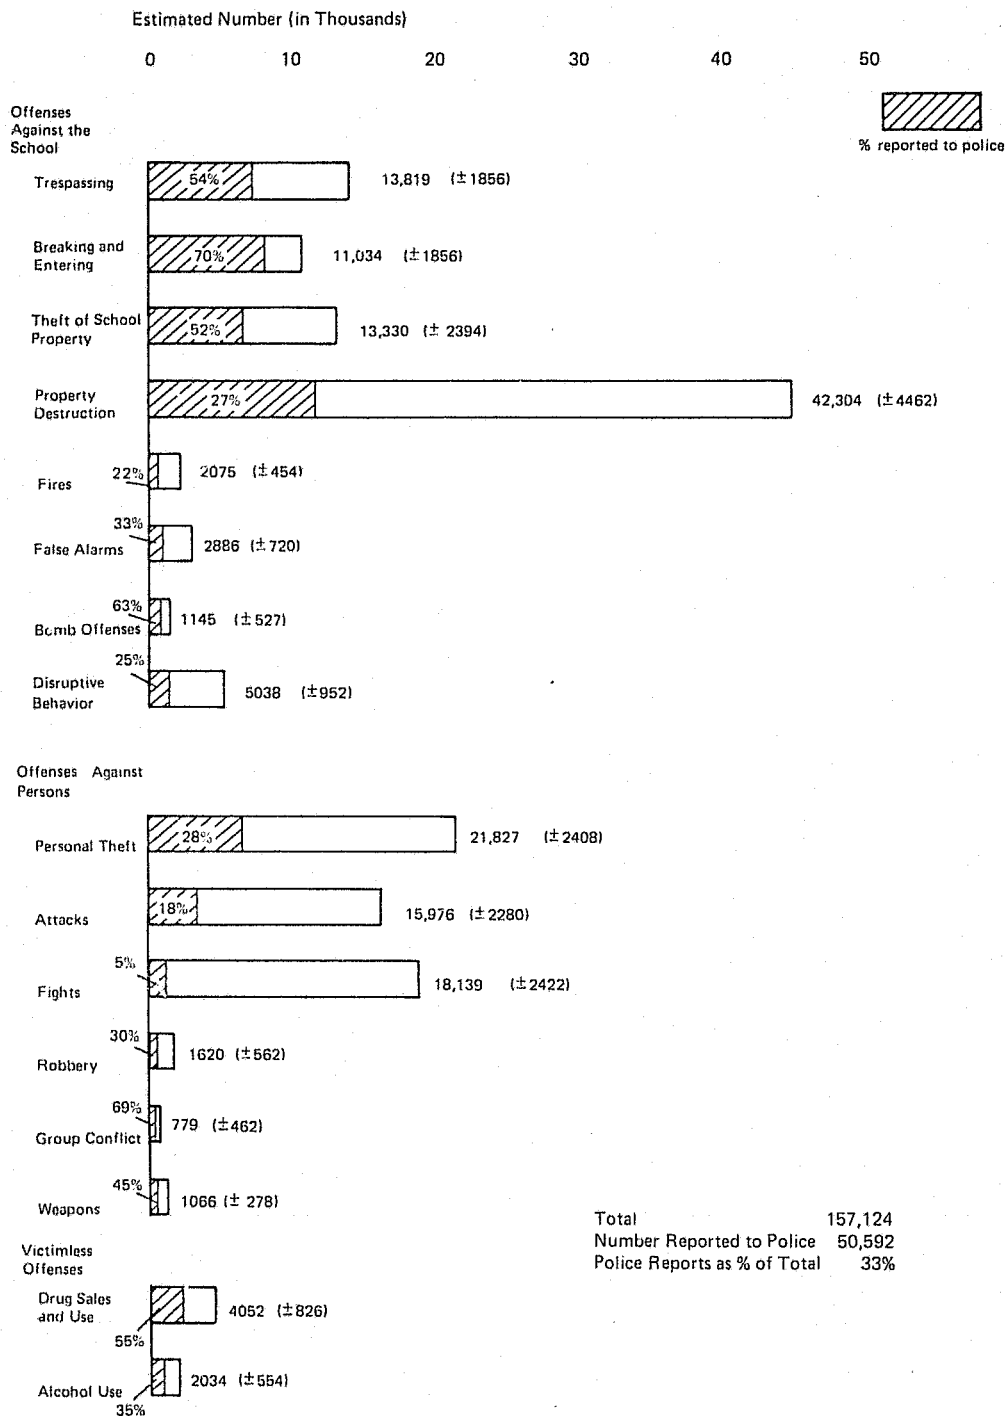 Estimated Number (in Thousands)
0 10 20 30 40 50
% reported to police
Offenses
Against the
School
Trespassing
54%
13,819 (±1856)
Breaking and
Entering
70%
11,034 (±1856)
Theft of School
Property
52%
13,330 (± 2394)
Property
Destruction
27%
42,304 (±4462)
Fires
22%
2075 (±454)
False Alarms
33%
2886 (±720)
Bomb Offenses
63%
1145 (±527)
Disruptive
Behavior
25%
5038 (±952)
Offenses Against
Persons
Personal Theft
28%
21,827 (±2408)
Attacks
18%
15,976 (±2280)
Fights
5%
18,139 (±2422)
Robbery
30%
1620 (±562)
Group Conflict
69%
779 (±462)
Weapons
45%
1066 (± 278)
Total 157,124
Number Reported to Police 50,592
Police Reports as % of Total 33%
Victimless
Offenses
Drug Sales
and Use
55%
4052 (±826)
Alcohol Use
35%
2034 (±554)